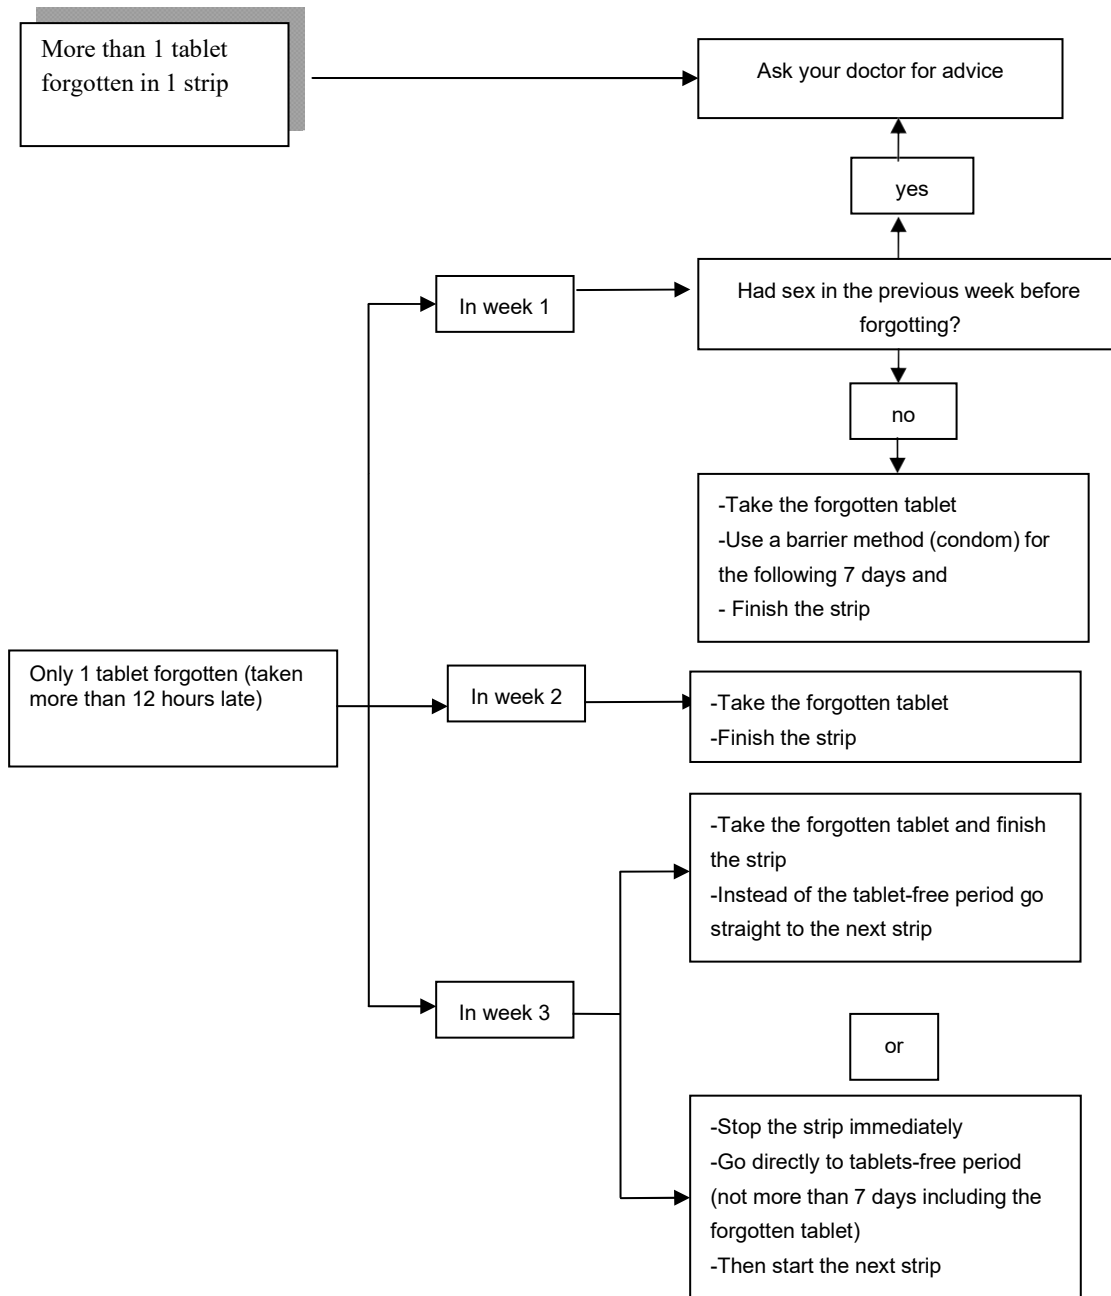 More than 1 tablet
forgotten in 1 strip
Ask your doctor for advice
yes
In week 1
Had sex in the previous week before
forgotting?
no
-Take the forgotten tablet
-Use a barrier method (condom) for
the following 7 days and
- Finish the strip
Only 1 tablet forgotten (taken
more than 12 hours late)
In week 2
-Take the forgotten tablet
-Finish the strip
-Take the forgotten tablet and finish
the strip
-Instead of the tablet-free period go
straight to the next strip
In week 3
or
-Stop the strip immediately
-Go directly to tablets-free period
(not more than 7 days including the
forgotten tablet)
-Then start the next strip